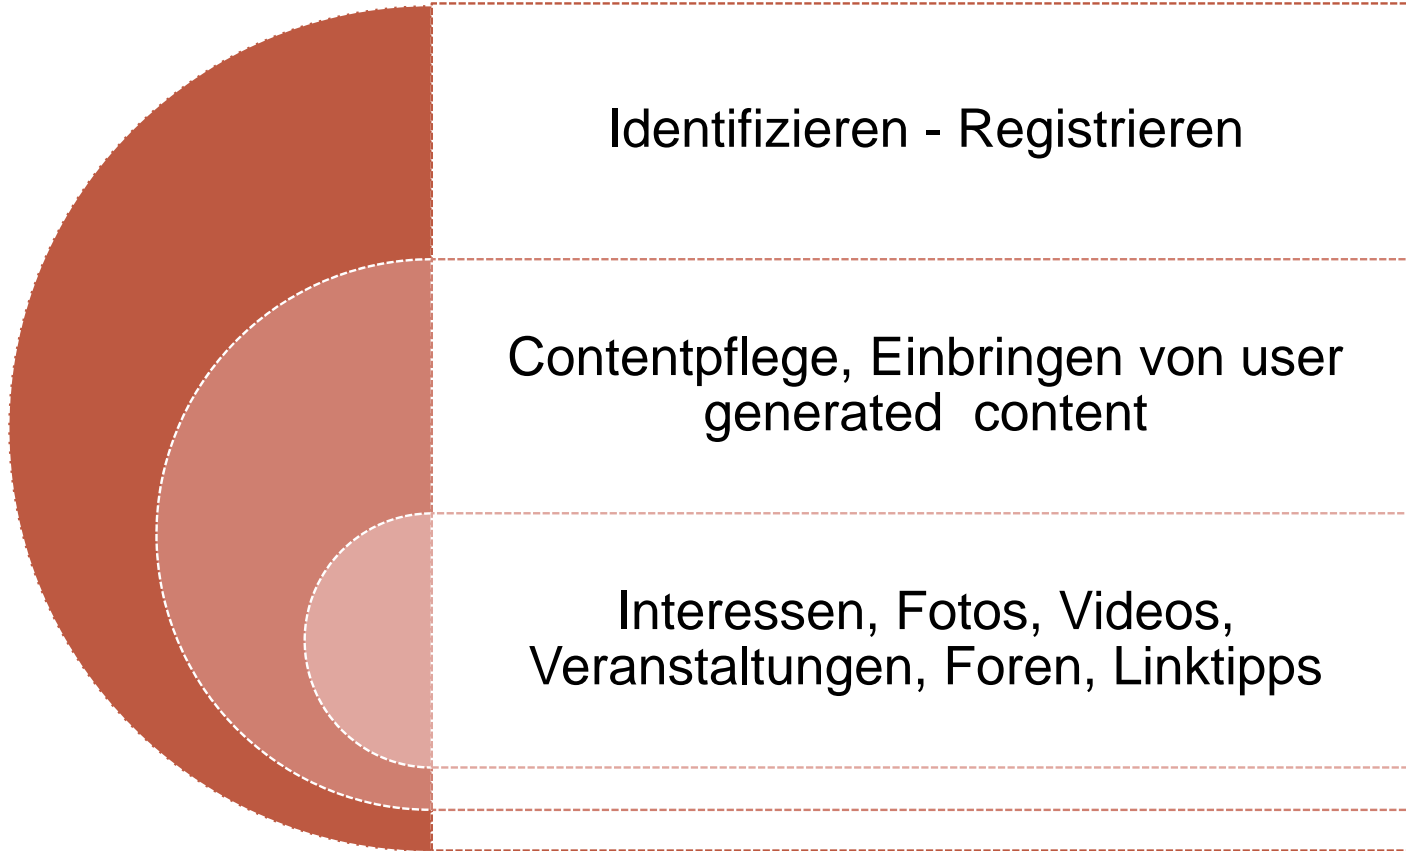 Identifizieren - Registrieren
Contentpflege, Einbringen von user
generated  content
Interessen, Fotos, Videos,
Veranstaltungen, Foren, Linktipps